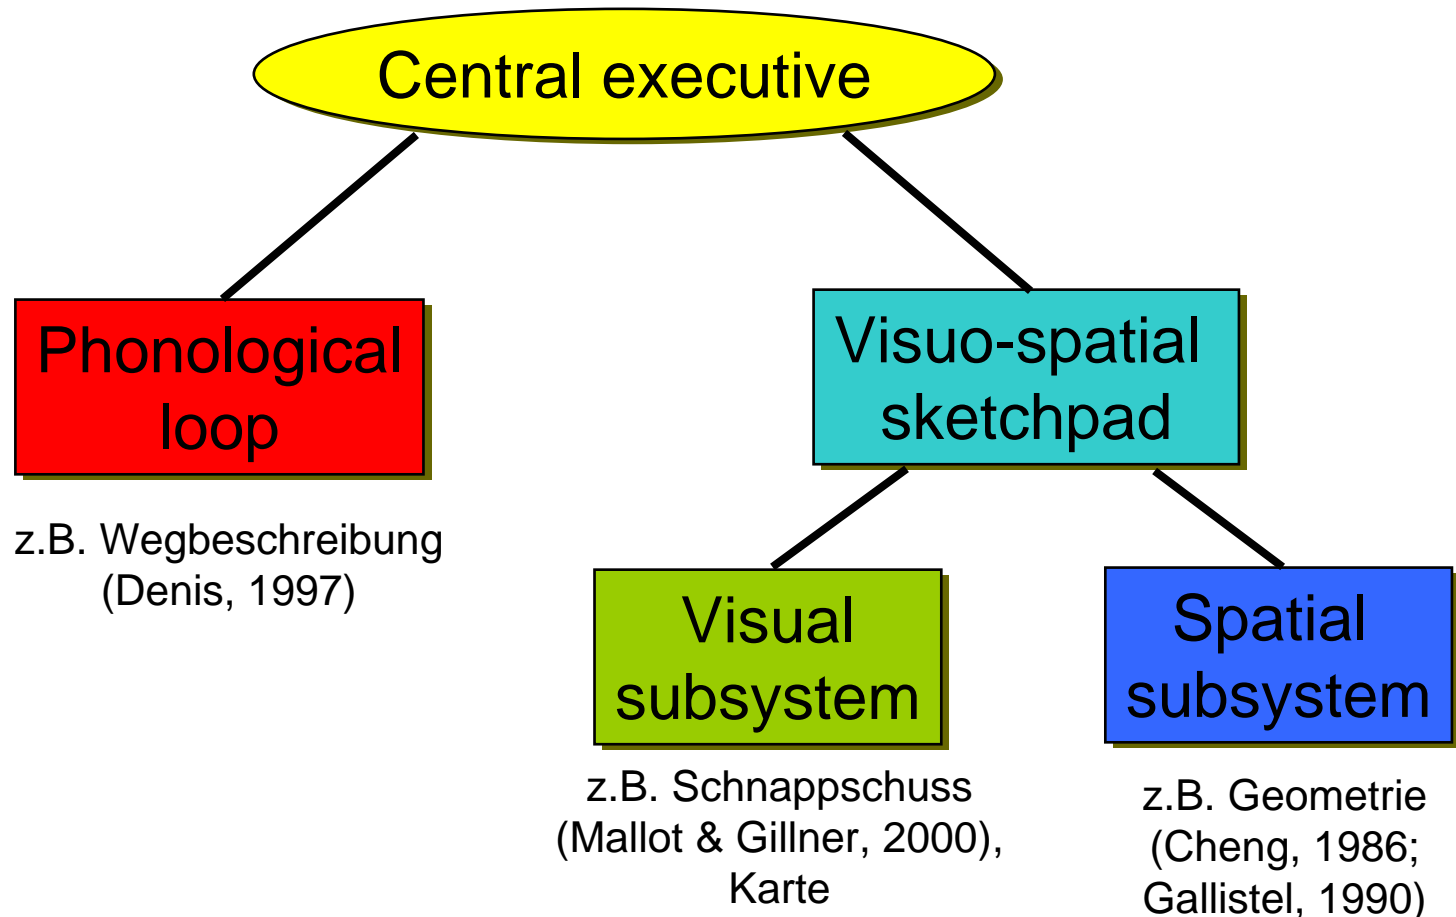 Central executive
Phonological
loop
z.B. Wegbeschreibung
(Denis, 1997)
Visuo-spatial
sketchpad
Visual
subsystem
z.B. Schnappschuss
(Mallot & Gillner, 2000),
Karte
Spatial
subsystem
z.B. Geometrie
(Cheng, 1986;
Gallistel, 1990)